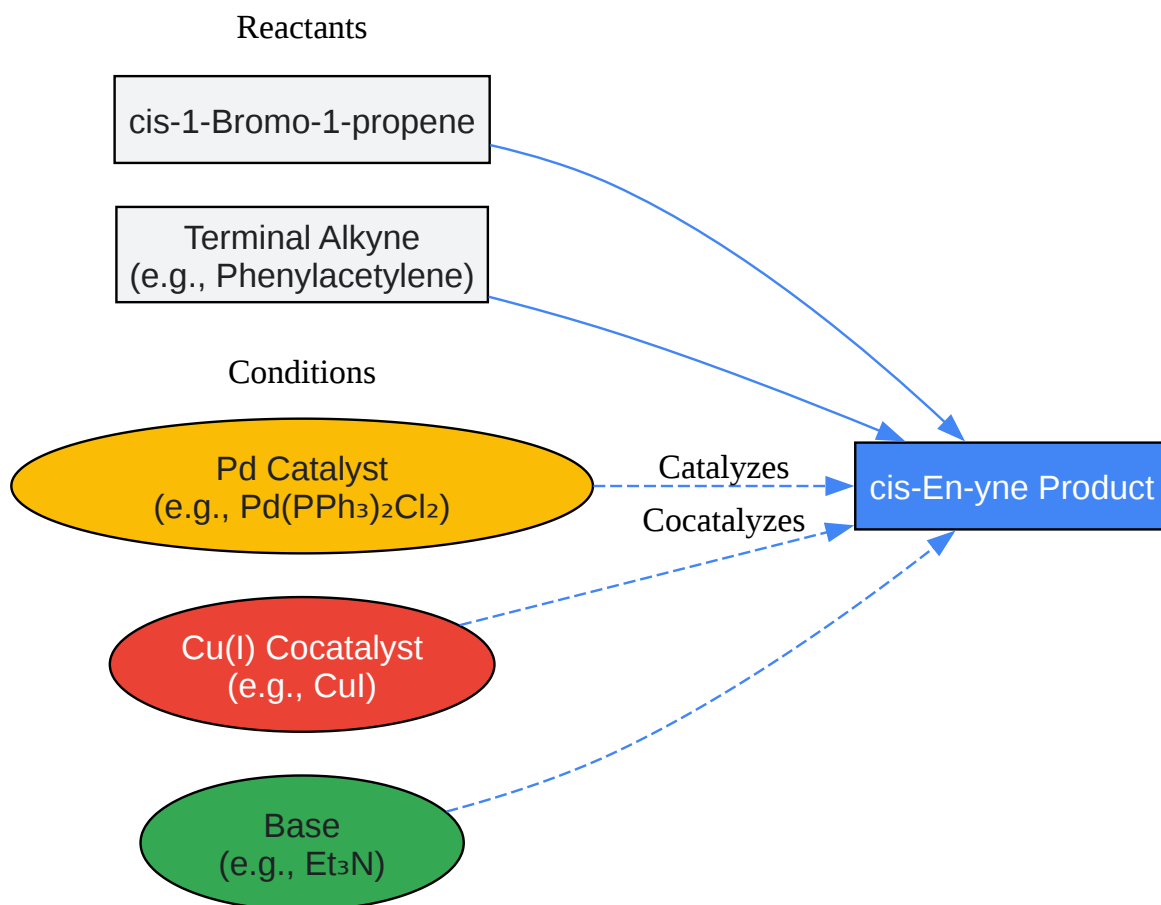 Reactants
cis-1-Bromo-1-propene
Terminal Alkyne
(e.g., Phenylacetylene)
Conditions
Pd Catalyst
(e.g., Pd(PPh₃)₂Cl₂)
Catalyzes
Cocatalyzes
cis-En-yne Product
Cu(I) Cocatalyst
(e.g., CuI)
Base
(e.g., Et₃N)